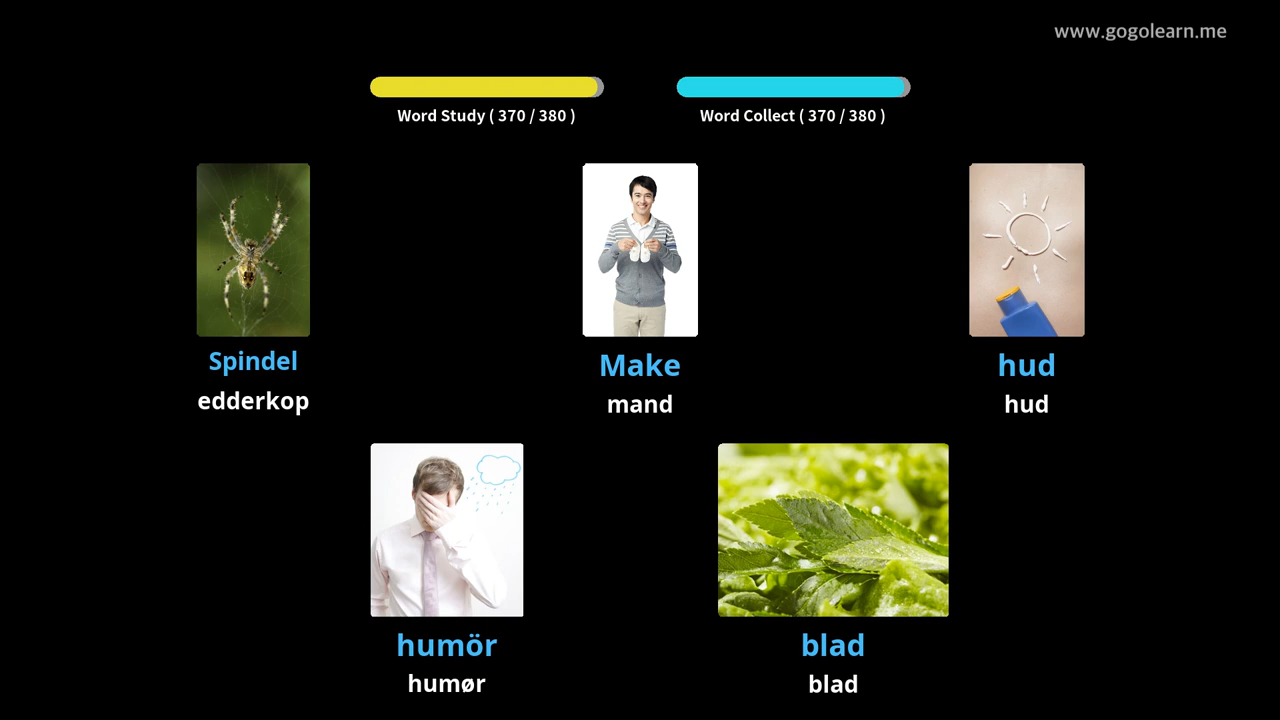 www.gogolearn.me
Word Study ( 370 / 380 )
Word Collect ( 370 / 380 )
Spindel
edderkop
Make
mand
hud
hud
humör
humør
blad
blad